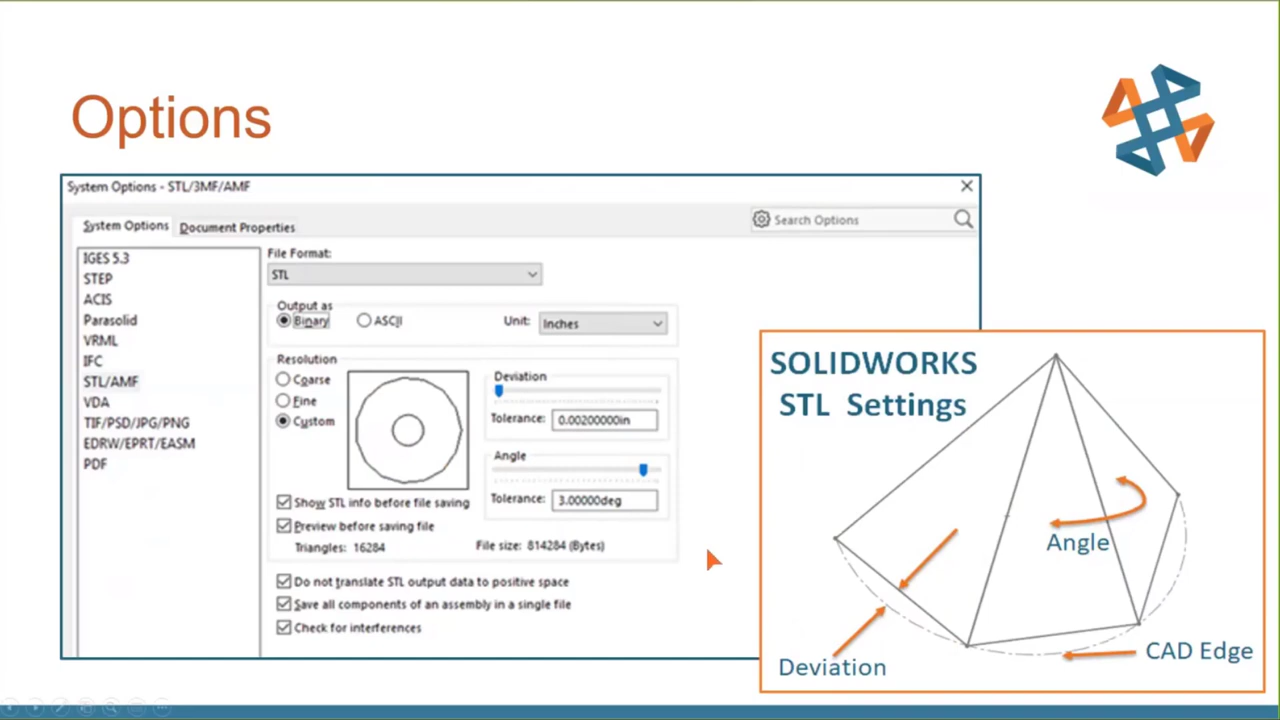 Options
System Options - STL/3MF/AMF
System Options
Document Properties
Search Options
IGES 5.3
STEP
ACIS
Parasolid
VRML
IFC
STL/AMF
VDA
TIF/PSD/JPG/PNG
EDRW/EPRT/EASM
PDF
File Format:
STL
Output as
Binary
ASCII
Unit:
Inches
Resolution
Coarse
Fine
Custom
Deviation
Tolerance: 0.00200000in
Angle
Tolerance: 3.00000deg
Show STL info before file saving
Preview before saving file
Triangles: 16284
File size: 814284 (Bytes)
Do not translate STL output data to positive space
Save all components of an assembly in a single file
Check for interferences
SOLIDWORKS
STL Settings
Angle
Deviation
CAD Edge